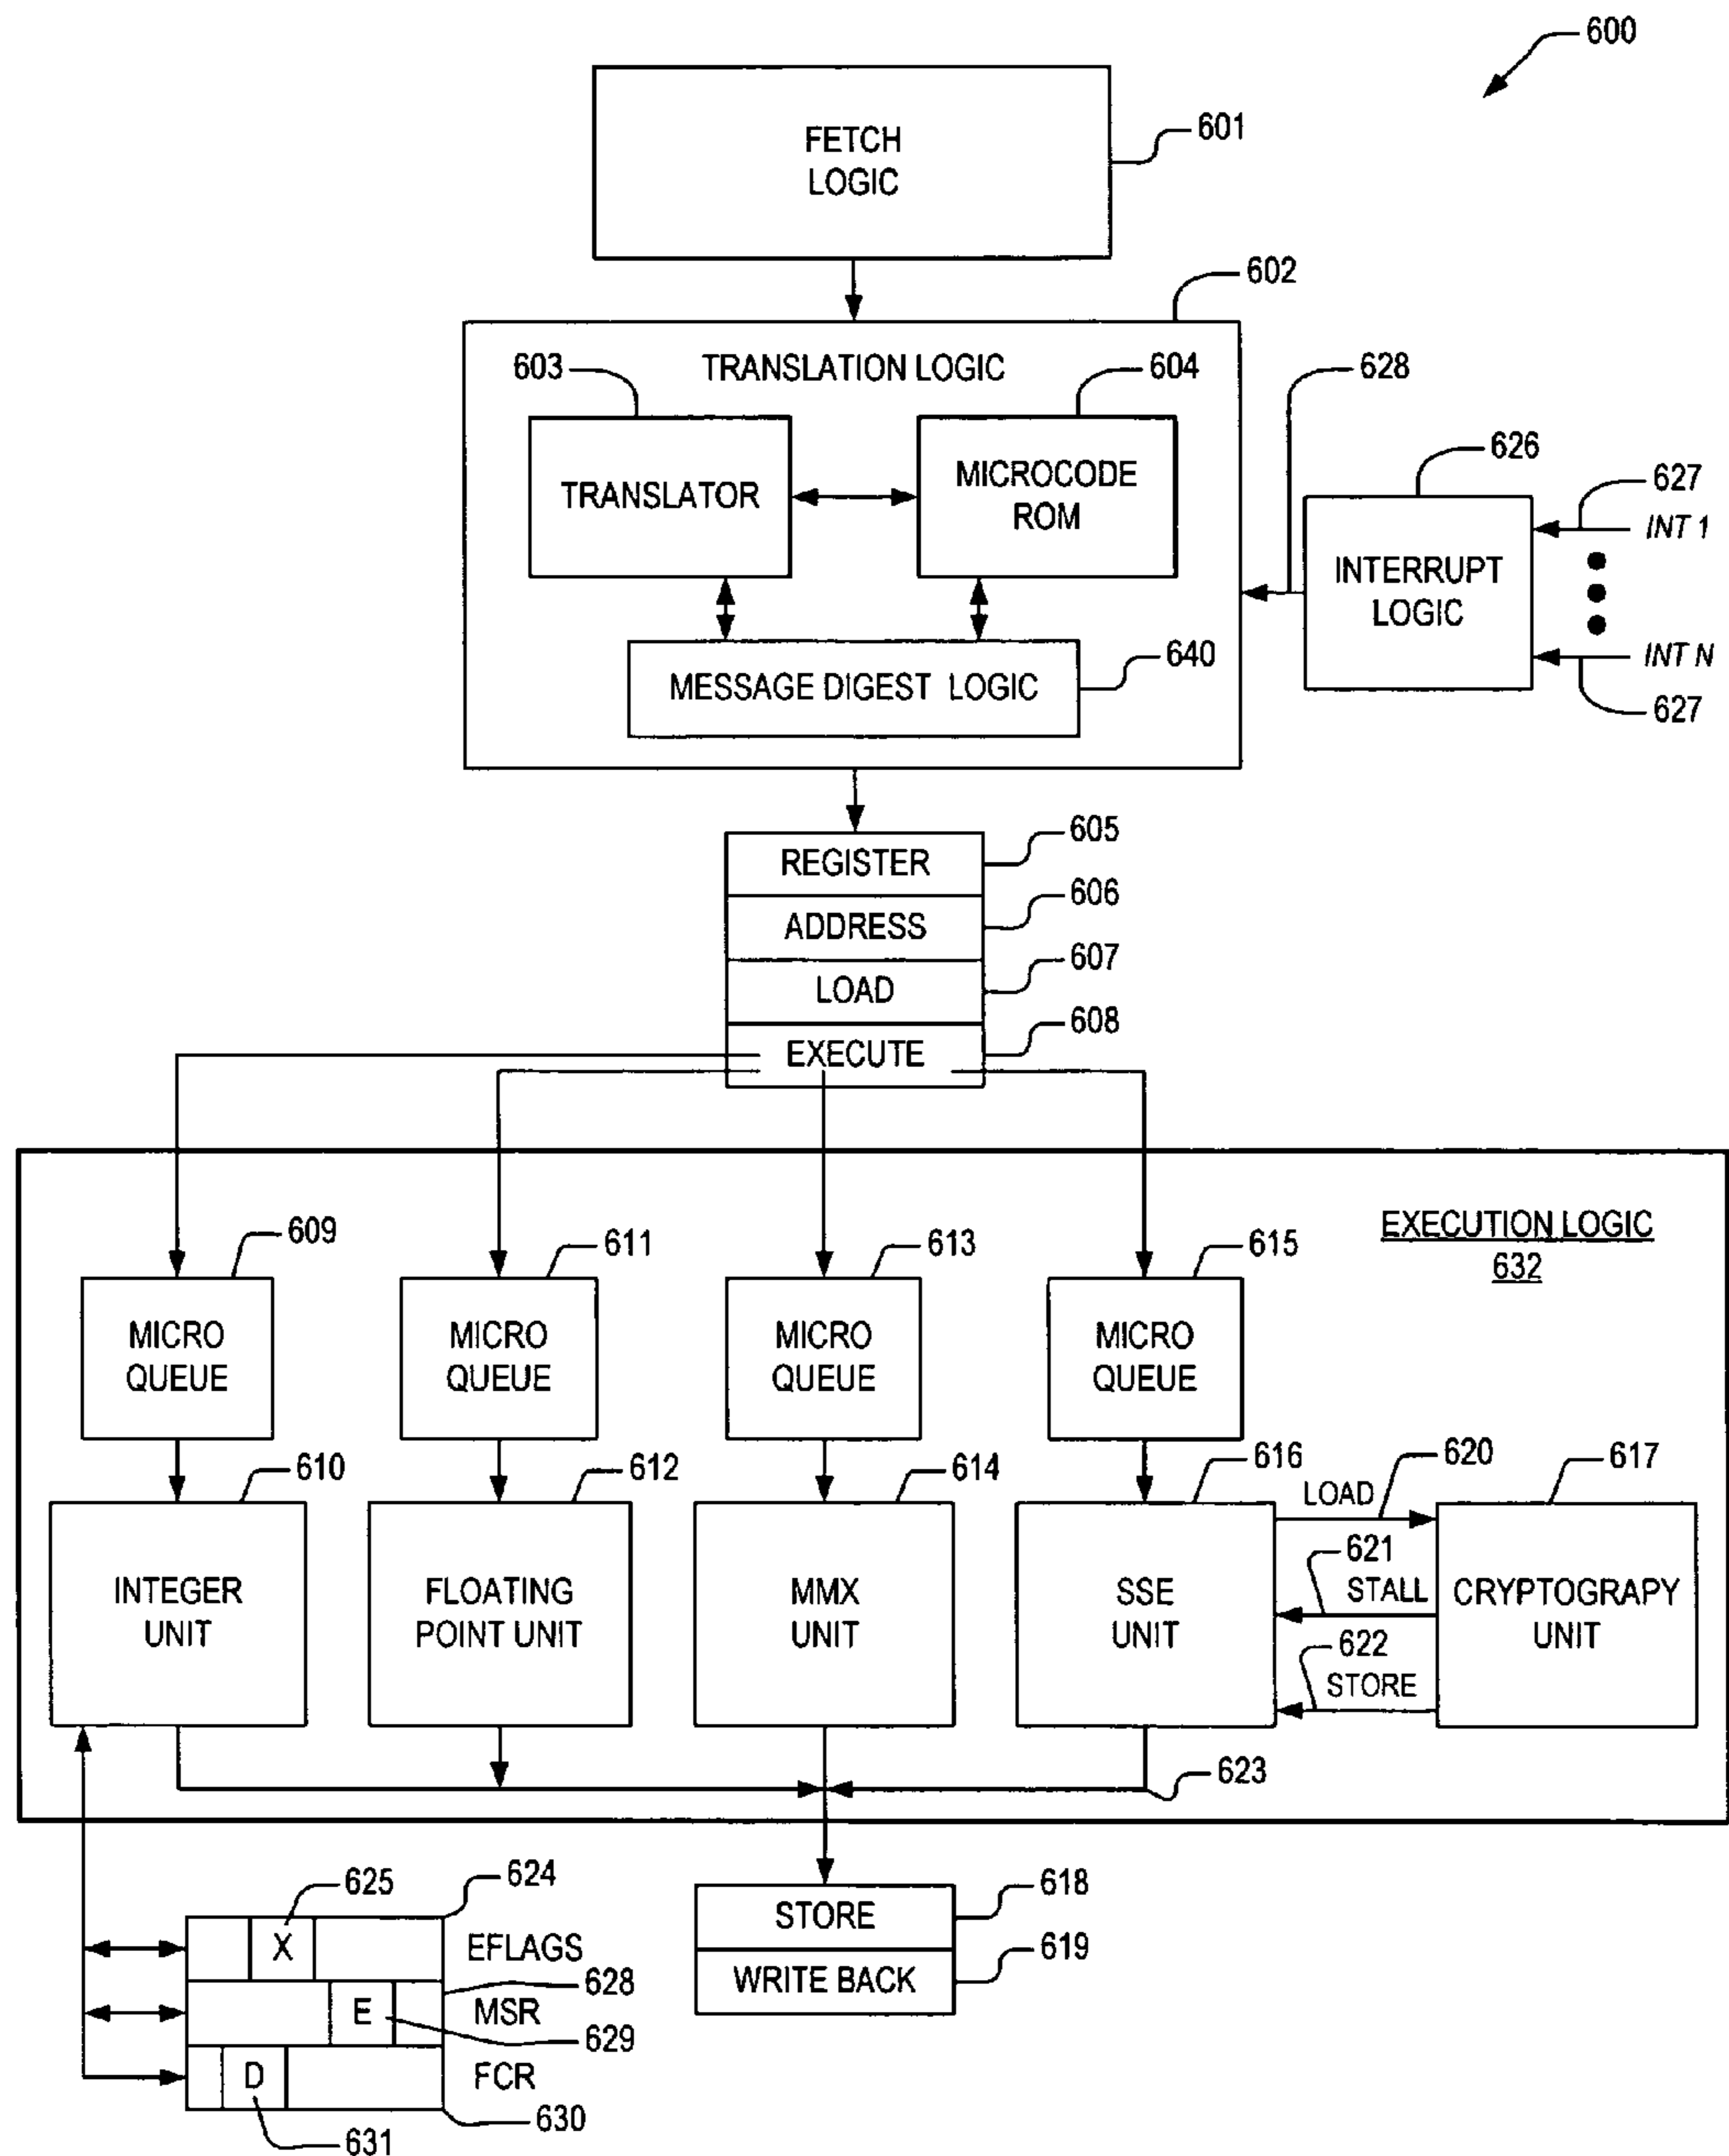 600
FETCH
LOGIC
601
602
TRANSLATION LOGIC
603
604
628
TRANSLATOR
MICROCODE
ROM
626
627
INT 1
INTERRUPT
LOGIC
INT N
627
MESSAGE DIGEST LOGIC
640
REGISTER
605
ADDRESS
606
LOAD
607
EXECUTE
608
EXECUTION LOGIC
632
609
611
613
615
MICRO
QUEUE
MICRO
QUEUE
MICRO
QUEUE
MICRO
QUEUE
610
612
614
616
620
617
LOAD
621
STALL
622
STORE
INTEGER
UNIT
FLOATING
POINT UNIT
MMX
UNIT
SSE
UNIT
CRYPTOGRAPY
UNIT
623
625
624
X
EFLAGS
628
E
MSR
629
D
FCR
630
631
STORE
618
WRITE BACK
619